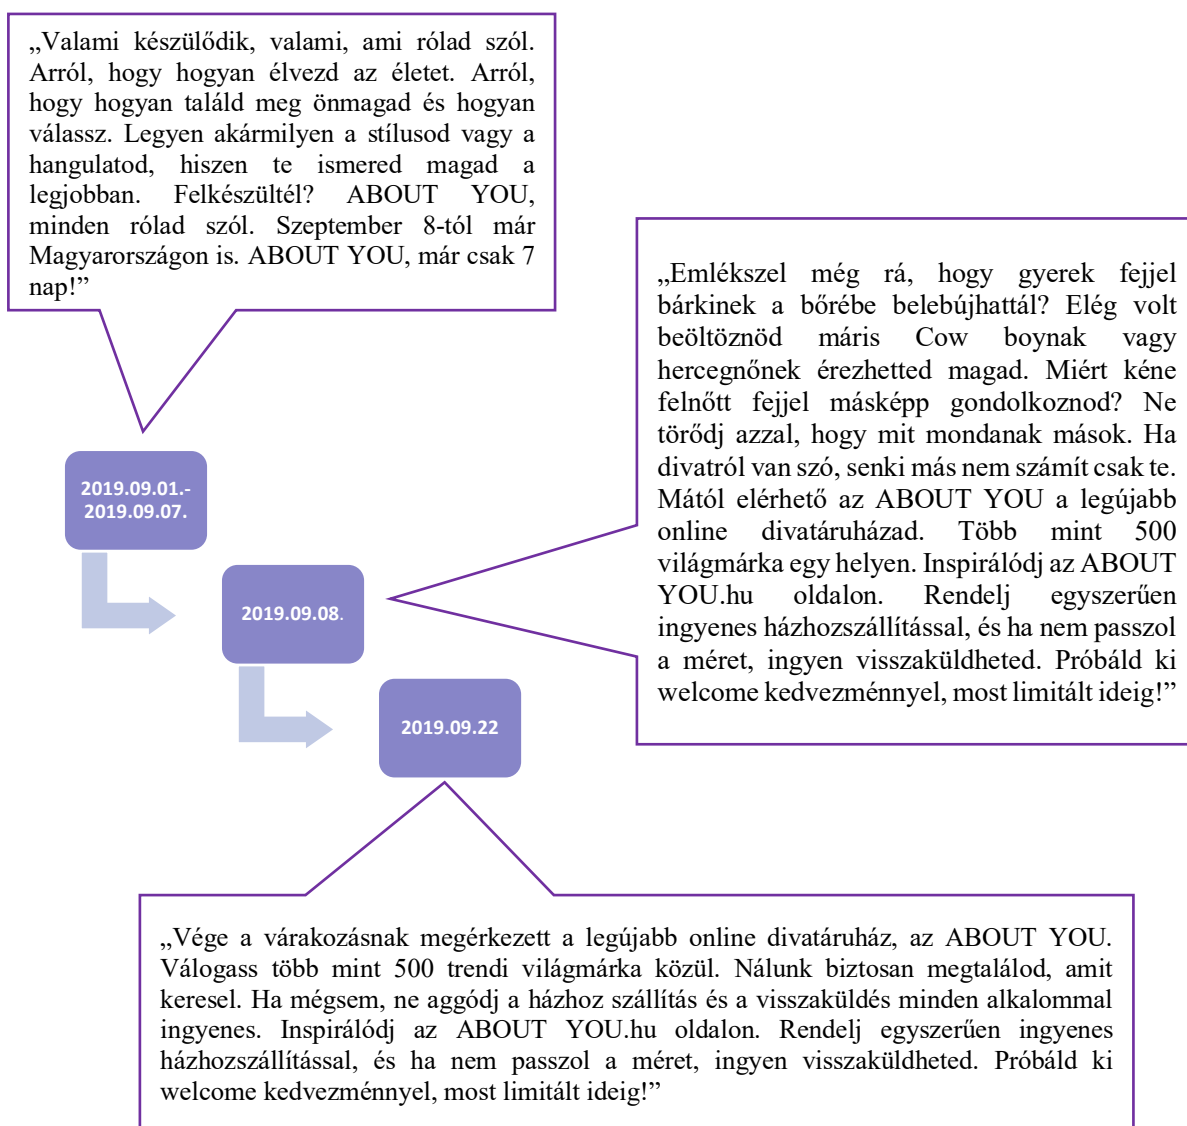 „Valami készülődik, valami, ami rólad szól.
Arról, hogy hogyan élvezd az életet. Arról,
hogy hogyan találd meg önmagad és hogyan
válassz. Legyen akármilyen a stílusod vagy a
hangulatod, hiszen te ismered magad a
legjobban. Felkészültél? ABOUT YOU,
minden rólad szól. Szeptember 8-tól már
Magyarországon is. ABOUT YOU, már csak 7
nap!”
„Emlékszel még rá, hogy gyerek fejjel
bárkinek a bőrébe belebújhattál? Elég volt
beöltöznöd máris Cow boynak vagy
hercegnőnek érezhetted magad. Miért kéne
felnőtt fejjel másképp gondolkoznod? Ne
törődj azzal, hogy mit mondanak mások. Ha
divatról van szó, senki más nem számít csak te.
Mától elérhető az ABOUT YOU a legújabb
online divatáruházad. Több mint 500
világmárka egy helyen. Inspirálódj az ABOUT
YOU.hu oldalon. Rendelj egyszerűen
ingyenes házhozszállítással, és ha nem passzol
a méret, ingyen visszaküldheted. Próbáld ki
welcome kedvezménnyel, most limitált ideig!”
2019.09.01.-
2019.09.07.
2019.09.08.
2019.09.22
„Vége a várakozásnak megérkezett a legújabb online divatáruház, az ABOUT YOU.
Válogass több mint 500 trendi világmárka közül. Nálunk biztosan megtalálod, amit
keresel. Ha mégsem, ne aggódj a házhoz szállítás és a visszaküldés minden alkalommal
ingyenes. Inspirálódj az ABOUT YOU.hu oldalon. Rendelj egyszerűen ingyenes
házhozszállítással, és ha nem passzol a méret, ingyen visszaküldheted. Próbáld ki
welcome kedvezménnyel, most limitált ideig!”